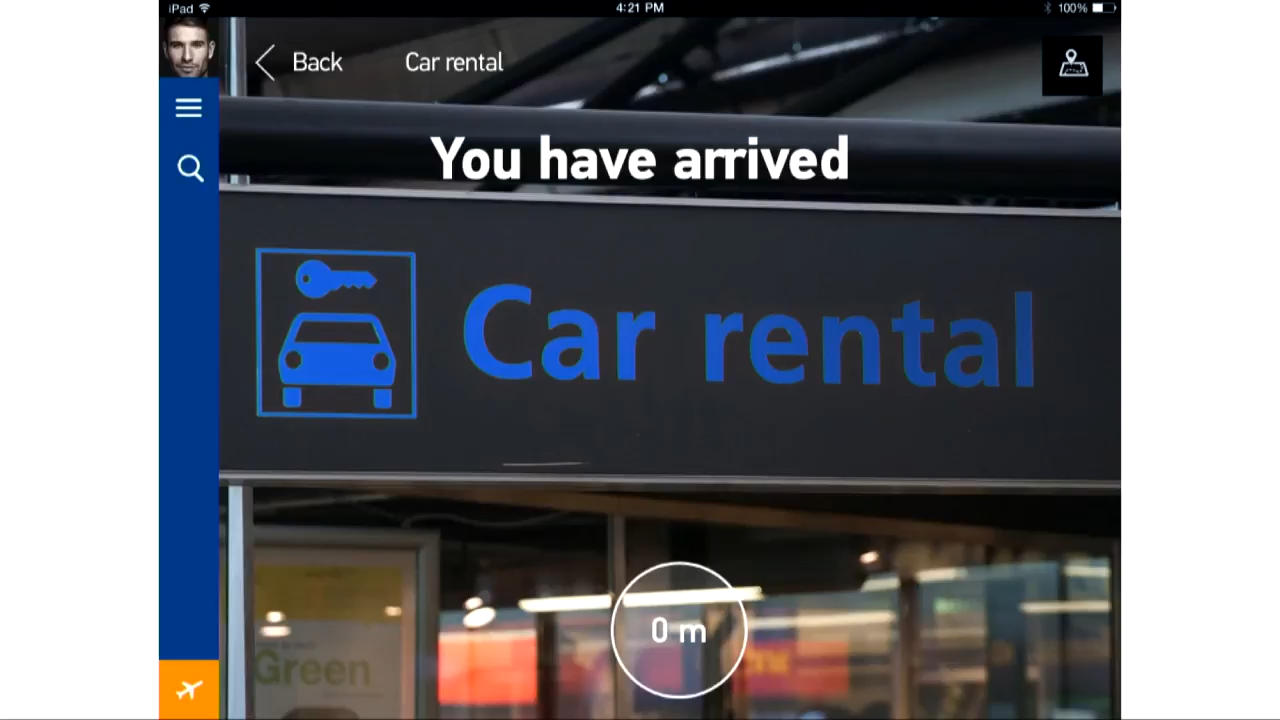 iPad 4:21 PM 100%
Back Car rental
You have arrived
Car rental
Green
0 m